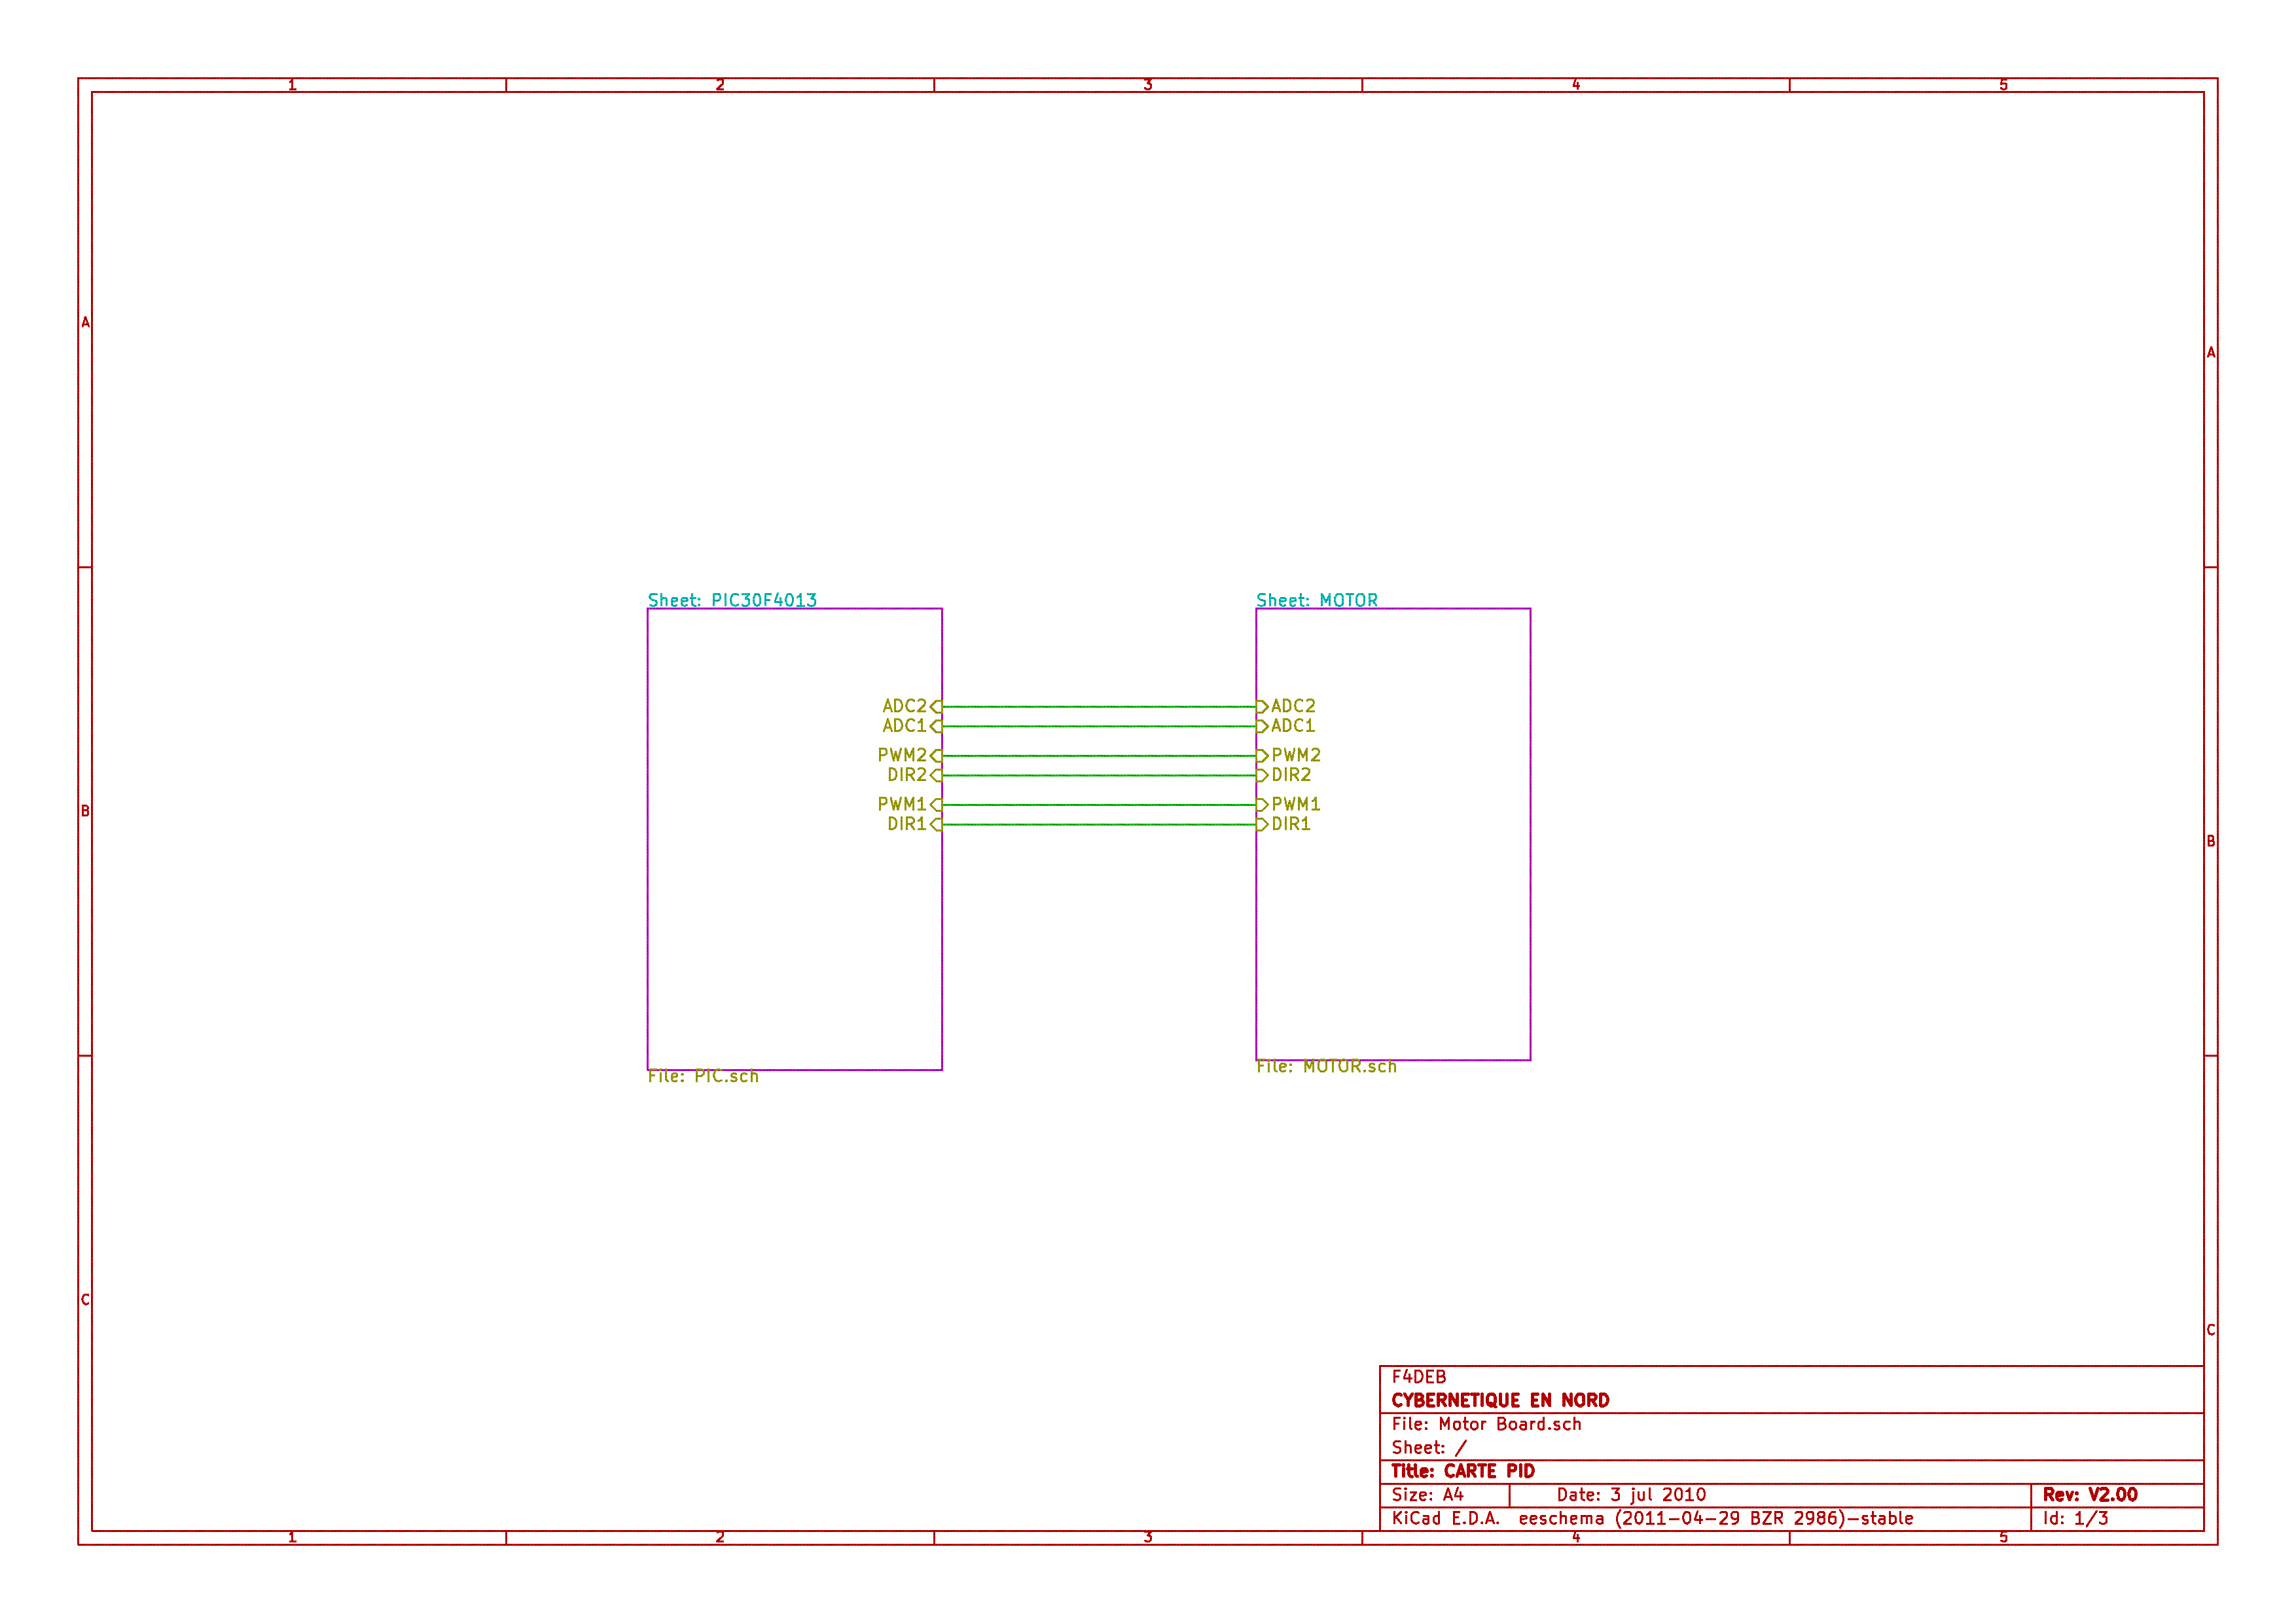 1 2 3 4 5
A A
Sheet: PIC30F4013
Sheet: MOTOR
ADC2 ADC2
ADC1 ADC1
PWM2 PWM2
DIR2 DIR2
PWM1 PWM1
DIR1 DIR1
B B
File: PIC.sch
File: MOTOR.sch
C C
F4DEB
CYBERNETIQUE EN NORD
File: Motor Board.sch
Sheet: /
Title: CARTE PID
Size: A4 Date: 3 jul 2010 Rev: V2.00
KiCad E.D.A. eeschema (2011-04-29 BZR 2986)-stable Id: 1/3
1 2 3 4 5